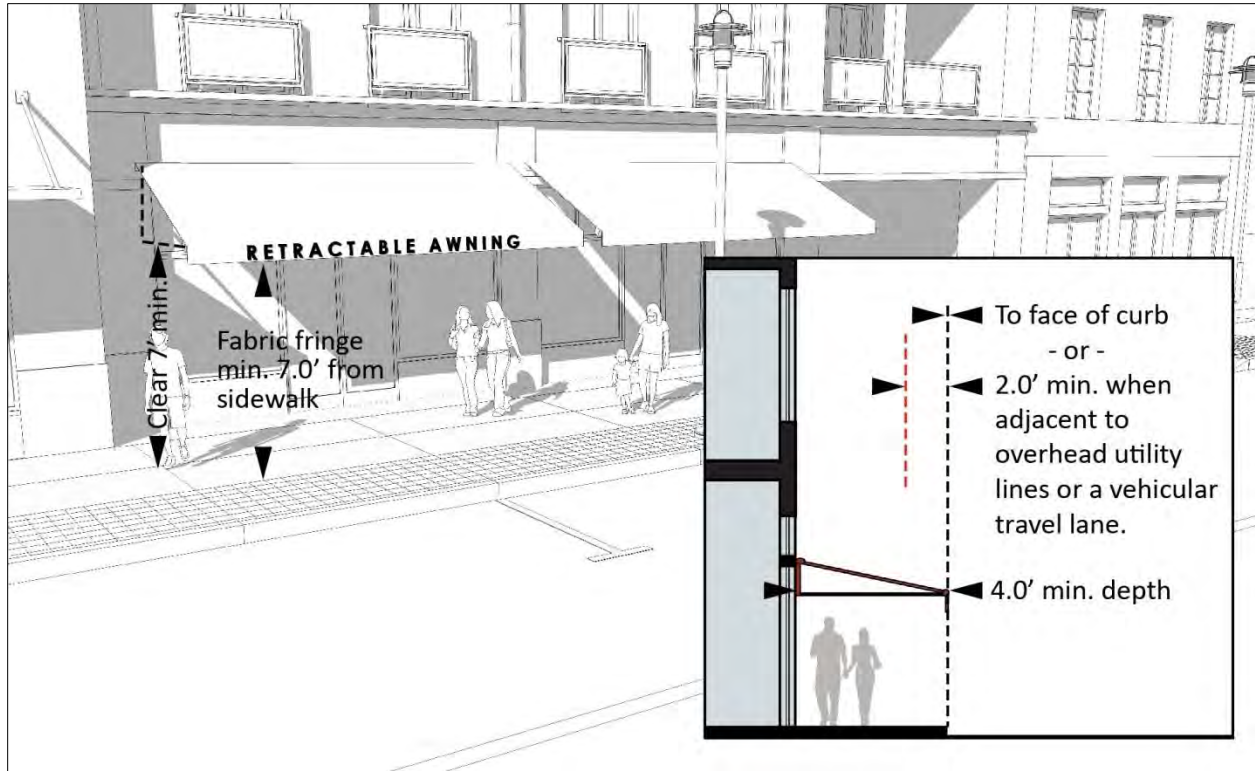 RETRACTABLE AWNING
Clear 7' min.
Fabric fringe
min. 7.0' from
sidewalk
To face of curb
- or -
2.0' min. when
adjacent to
overhead utility
lines or a vehicular
travel lane.
4.0' min. depth